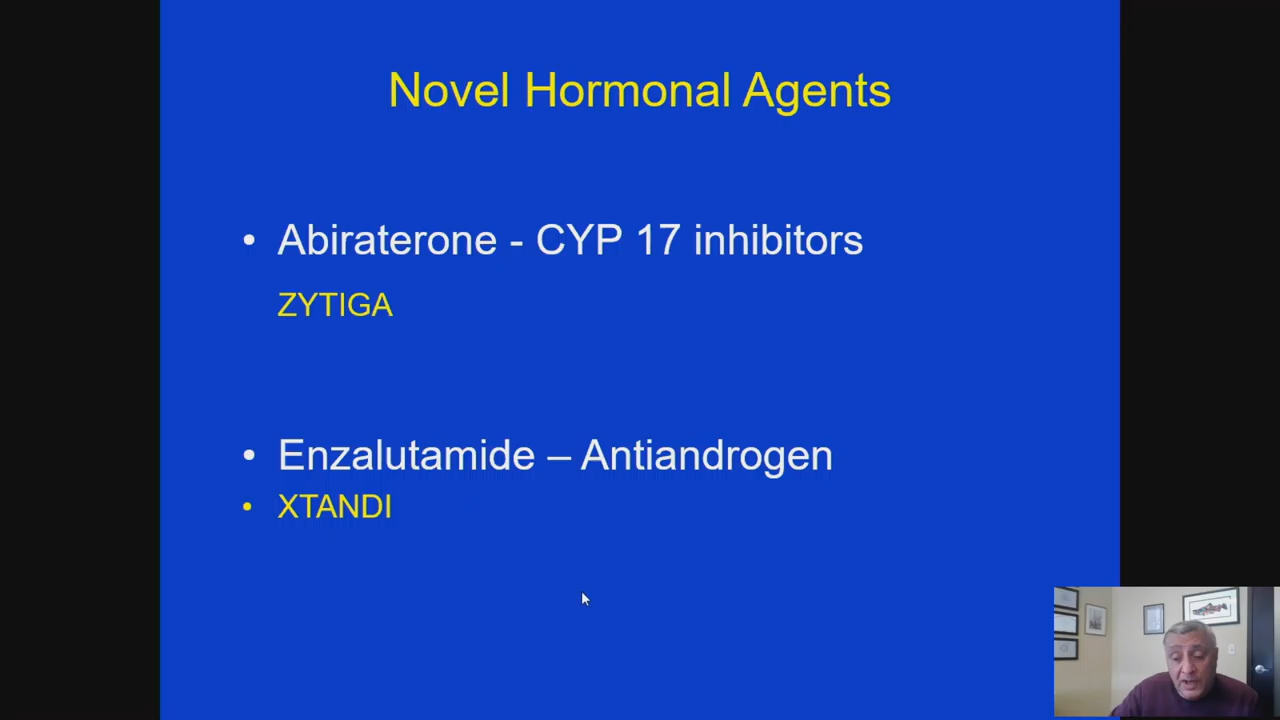 Novel Hormonal Agents
• Abiraterone - CYP 17 inhibitors
ZYTIGA
• Enzalutamide – Antiandrogen
• XTANDI